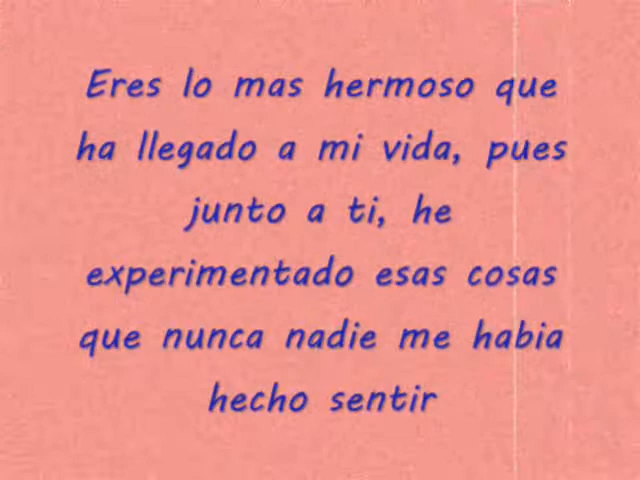 Eres lo mas hermoso que
ha llegado a mi vida, pues
junto a ti, he
experimentado esas cosas
que nunca nadie me habia
hecho sentir